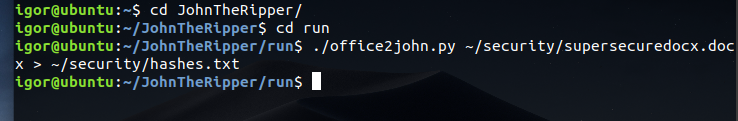 igor@ubuntu:~$ cd JohnTheRipper/
igor@ubuntu:~/JohnTheRipper$ cd run
igor@ubuntu:~/JohnTheRipper/run$ ./office2john.py ~/security/supersecuredocx.doc
x > ~/security/hashes.txt
igor@ubuntu:~/JohnTheRipper/run$